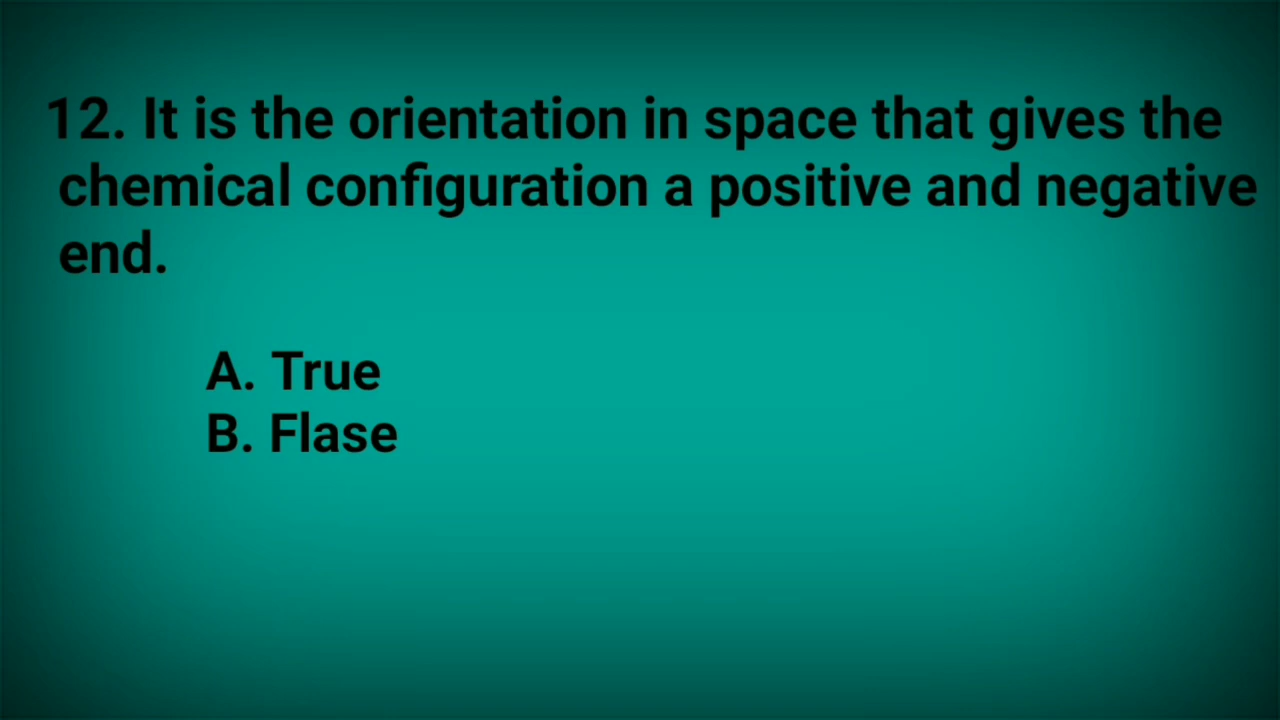 12. It is the orientation in space that gives the
chemical configuration a positive and negative
end.
A. True
B. Flase